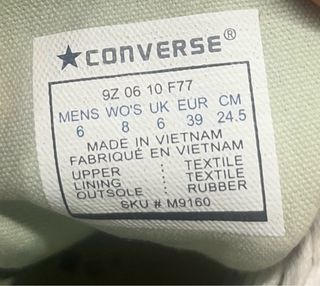 CONVERSE®
9Z 06 10 F77
MENS WO'S UK EUR CM
6 8 6 39 24.5
MADE IN VIETNAM
FABRIQUÉ EN VIETNAM
UPPER : TEXTILE
LINING : TEXTILE
OUTSOLE : RUBBER
SKU # M9160